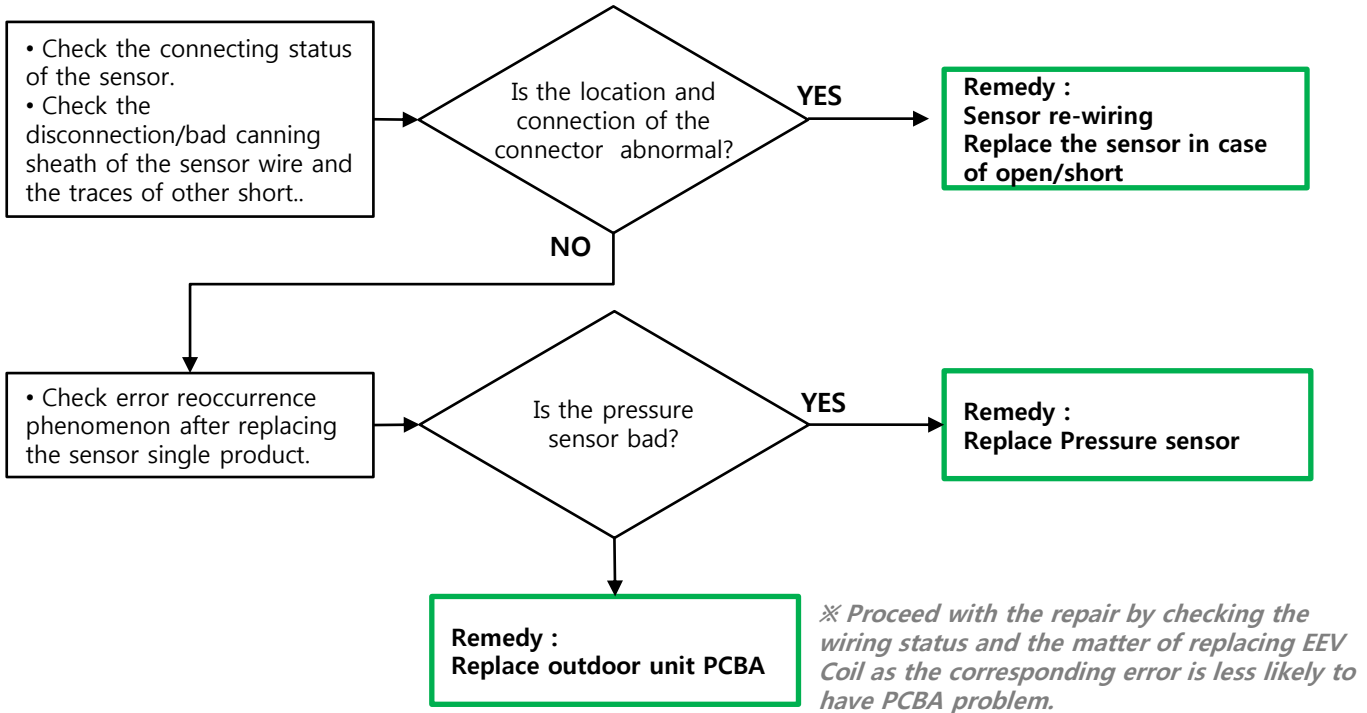 • Check the connecting status
of the sensor.
• Check the
disconnection/bad canning
sheath of the sensor wire and
the traces of other short..
Is the location and
connection of the
connector abnormal?
YES
Remedy :
Sensor re-wiring
Replace the sensor in case
of open/short
NO
• Check error reoccurrence
phenomenon after replacing
the sensor single product.
Is the pressure
sensor bad?
YES
Remedy :
Replace Pressure sensor
Remedy :
Replace outdoor unit PCBA
※ Proceed with the repair by checking the
wiring status and the matter of replacing EEV
Coil as the corresponding error is less likely to
have PCBA problem.